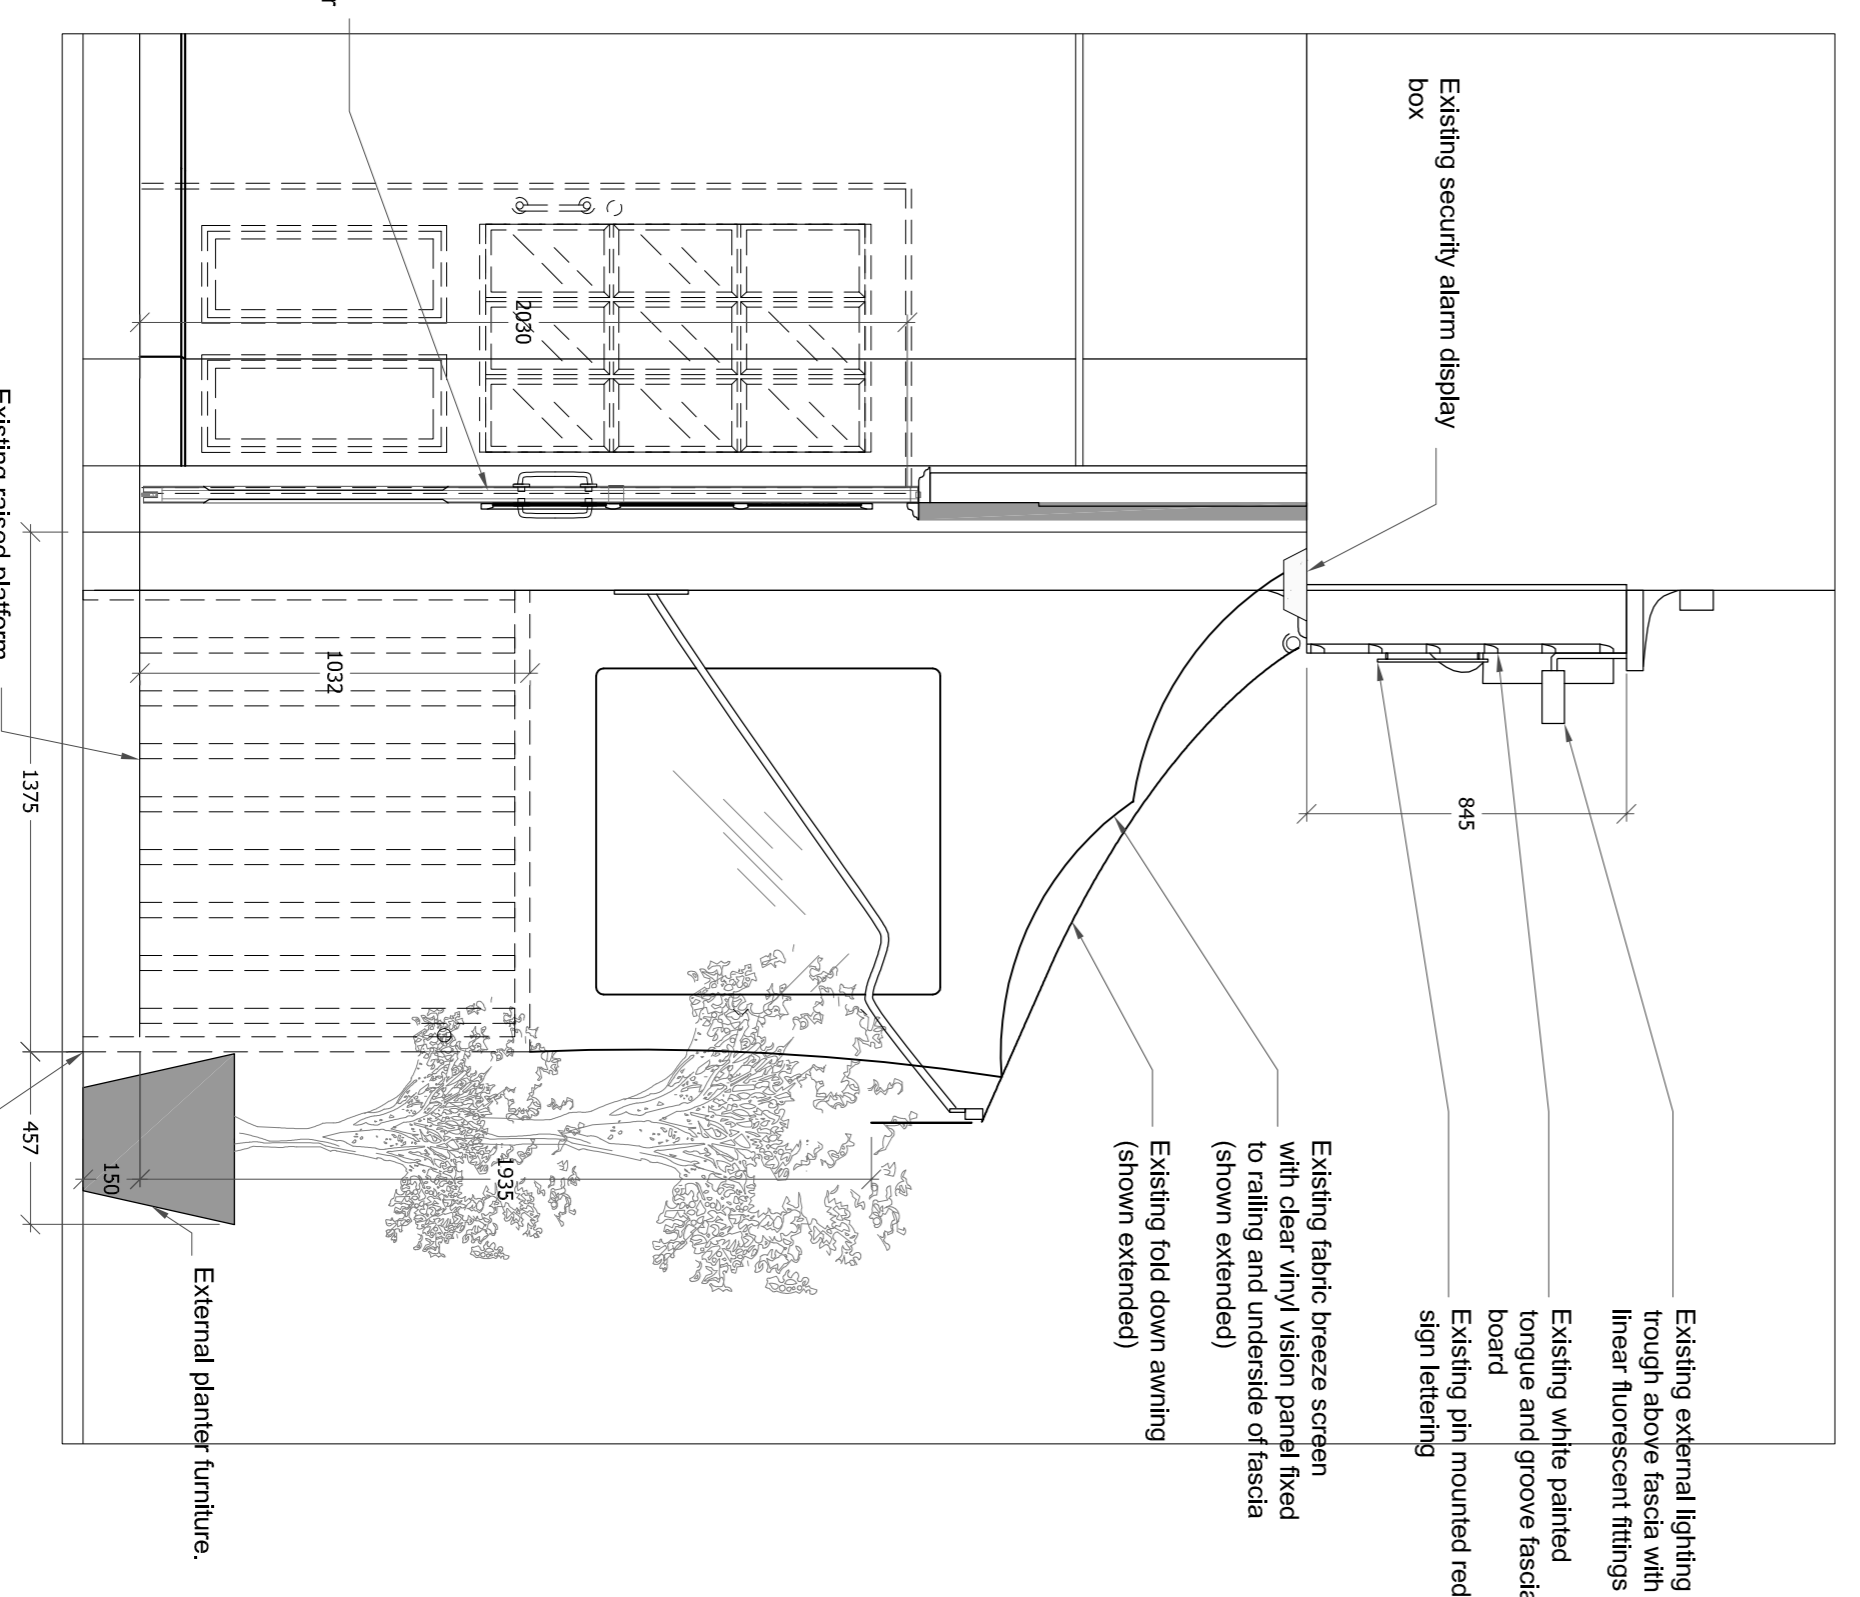 Existing external lighting
trough above fascia with
linear fluorescent fittings
Existing white painted
tongue and groove fascia
board
Existing pin mounted red
sign lettering
Existing security alarm display
box
845
Existing fabric breeze screen
with clear vinyl vision panel fixed
to railing and underside of fascia
(shown extended)
Existing fold down awning
(shown extended)
2030
1032
1935
150
External planter furniture.
1375
457
Existing raised platform